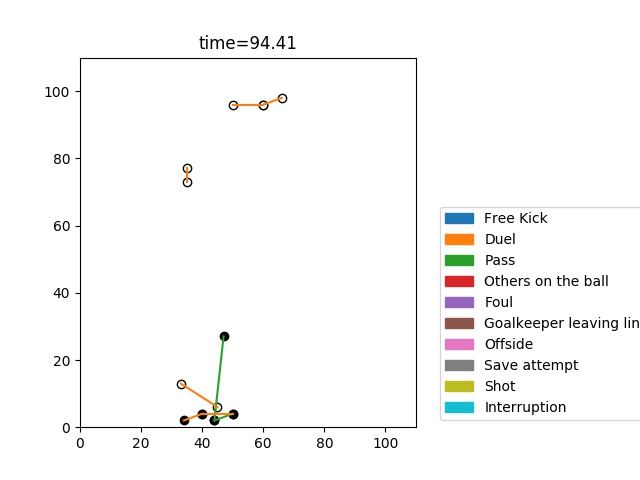 time=94.41
100
80
60
40
20
0
0 20 40 60 80 100
Free Kick
Duel
Pass
Others on the ball
Foul
Goalkeeper leaving lin
Offside
Save attempt
Shot
Interruption